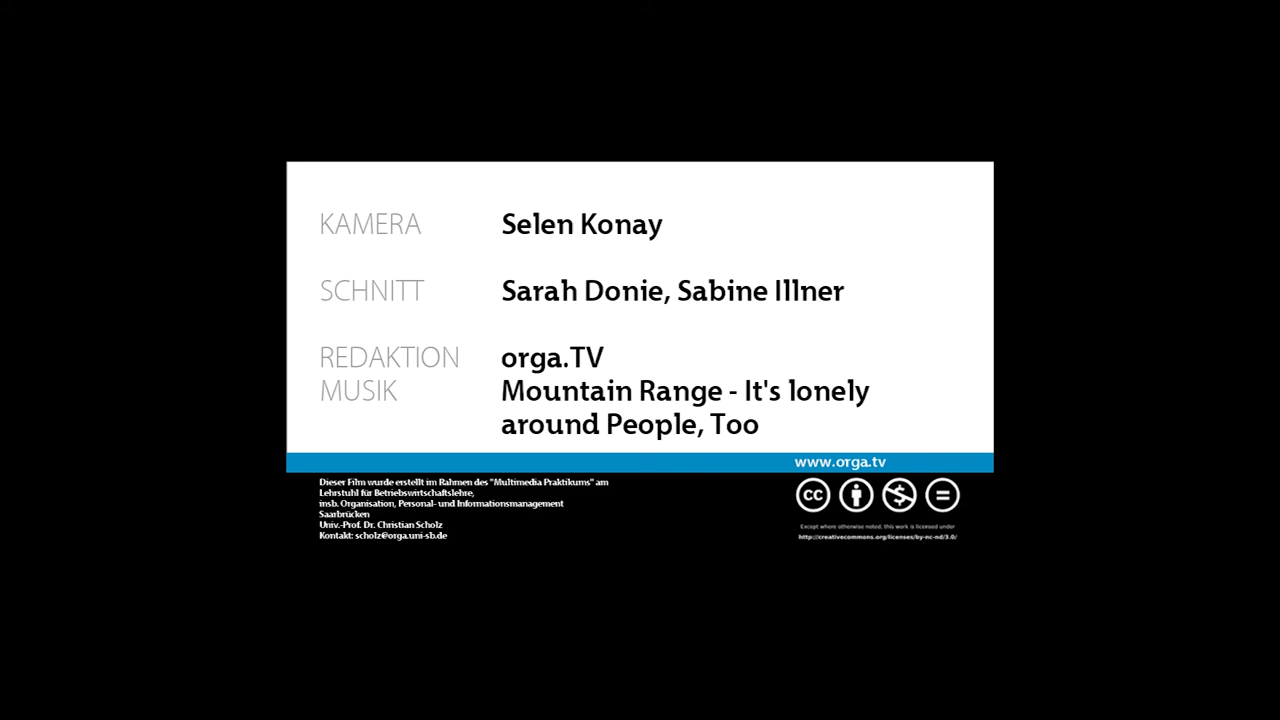 KAMERA Selen Konay
SCHNITT Sarah Donie, Sabine Illner
REDAKTION orga.TV
MUSIK Mountain Range - It's lonely
around People, Too
www.orga.tv
Dieser Film wurde erstellt im Rahmen des "Multimedia Praktikums" am
Lehrstuhl für Betriebswirtschaftslehre,
insb. Organisation, Personal- und Informationsmanagement
Saarbrücken
Univ.-Prof. Dr. Christian Scholz
Kontakt: scholz@orga.uni-sb.de
cc
Except where otherwise noted, this work is licensed under
http://creativecommons.org/licenses/by-nc-nd/3.0/